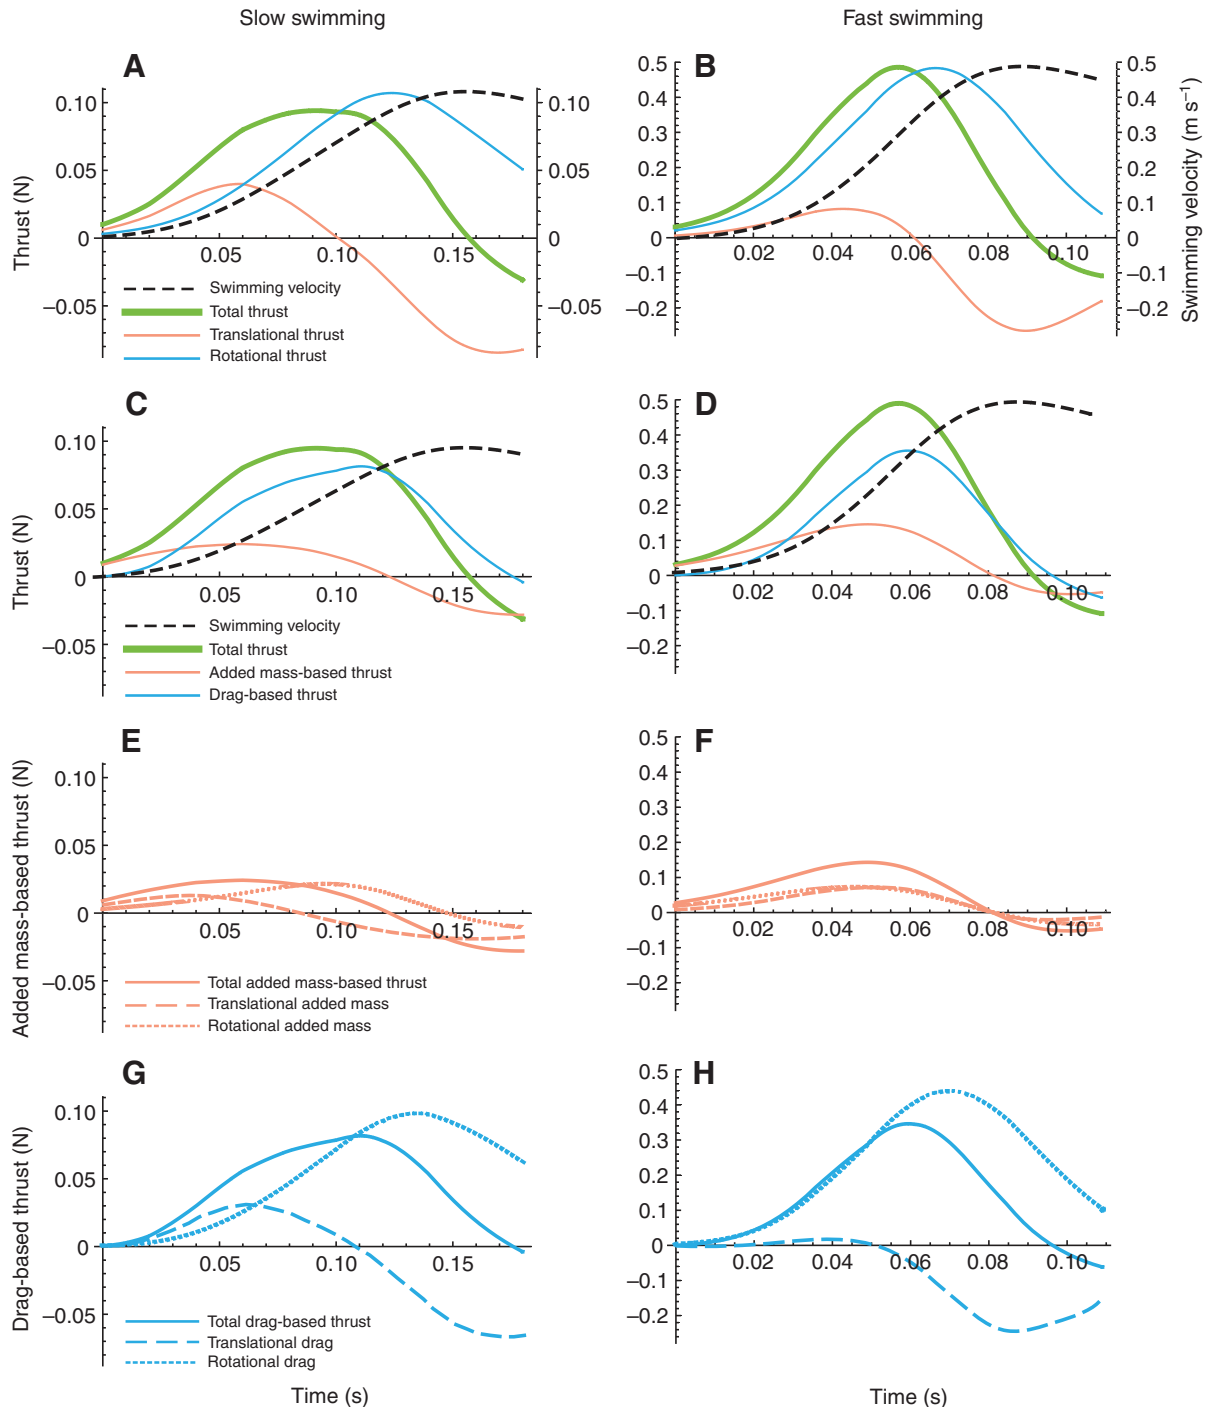 Slow swimming
Fast swimming
A
Thrust (N)
0.10
0.05
0
–0.05
0.05
0.10
0.15
0.10
0.05
0
–0.05
Swimming velocity
Total thrust
Translational thrust
Rotational thrust
B
0.5
0.4
0.3
0.2
0.1
0
–0.1
–0.2
0.02
0.04
0.06
0.08
0.10
0.5
0.4
0.3
0.2
0.1
0
–0.1
–0.2
Swimming velocity (m s⁻¹)
C
Thrust (N)
0.10
0.05
0
–0.05
0.05
0.10
0.15
Swimming velocity
Total thrust
Added mass-based thrust
Drag-based thrust
D
0.5
0.4
0.3
0.2
0.1
0
–0.1
–0.2
0.02
0.04
0.06
0.08
0.10
E
Added mass-based thrust (N)
0.10
0.05
0
–0.05
0.05
0.10
0.15
Total added mass-based thrust
Translational added mass
Rotational added mass
F
0.5
0.4
0.3
0.2
0.1
0
–0.1
–0.2
0.02
0.04
0.06
0.08
0.10
G
Drag-based thrust (N)
0.10
0.05
0
–0.05
0.05
0.10
0.15
Total drag-based thrust
Translational drag
Rotational drag
Time (s)
H
0.5
0.4
0.3
0.2
0.1
0
–0.1
–0.2
0.02
0.04
0.06
0.08
0.10
Time (s)